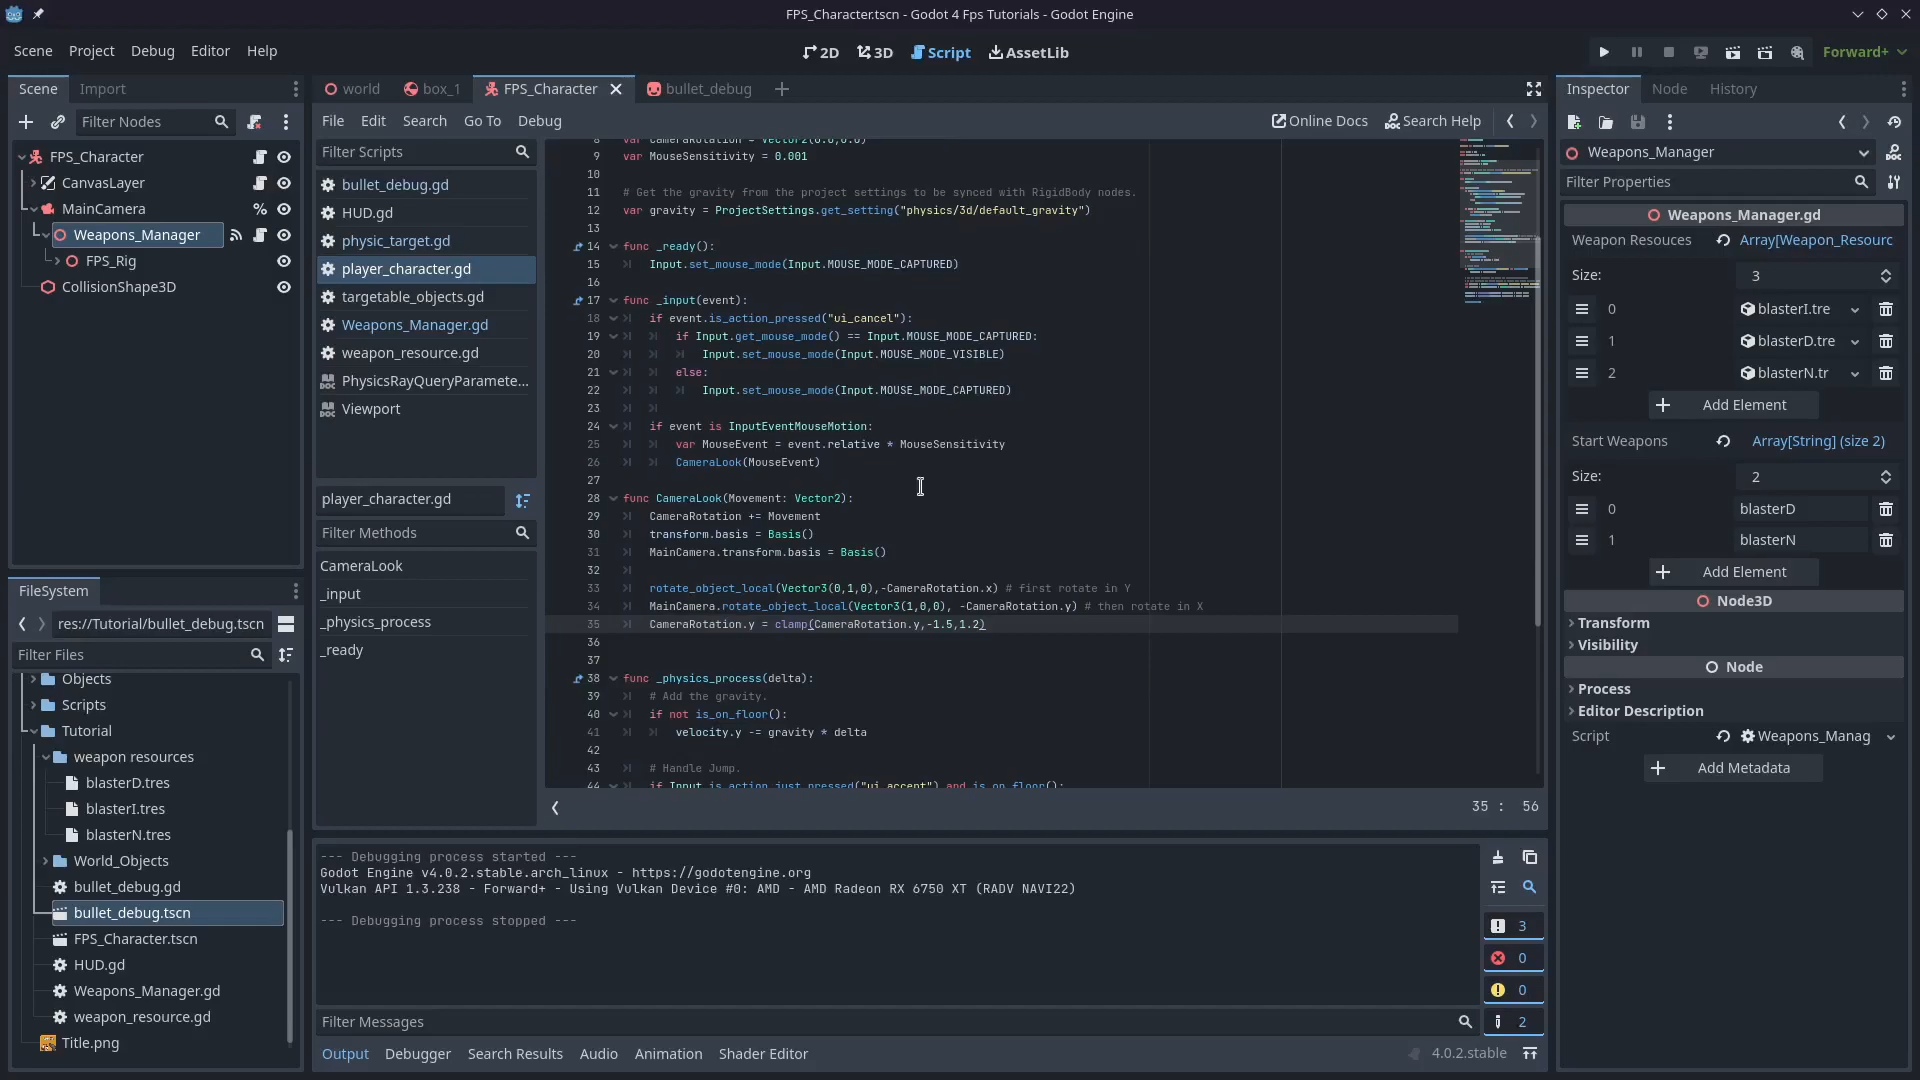 FPS_Character.tscn - Godot 4 Fps Tutorials - Godot Engine
Scene Project Debug Editor Help
2D 3D Script AssetLib
Forward+
Scene Import
Filter Nodes
FPS_Character
CanvasLayer
MainCamera
Weapons_Manager
FPS_Rig
CollisionShape3D
FileSystem
res://Tutorial/bullet_debug.tscn
Filter Files
Objects
Scripts
Tutorial
weapon resources
blasterD.tres
blasterI.tres
blasterN.tres
World_Objects
bullet_debug.gd
bullet_debug.tscn
FPS_Character.tscn
HUD.gd
Weapons_Manager.gd
weapon_resource.gd
Title.png
world box_1 FPS_Character bullet_debug
File Edit Search Go To Debug Online Docs Search Help
Filter Scripts
bullet_debug.gd
HUD.gd
physic_target.gd
player_character.gd
targetable_objects.gd
Weapons_Manager.gd
weapon_resource.gd
PhysicsRayQueryParamete...
Viewport
player_character.gd
Filter Methods
CameraLook
_input
_physics_process
_ready
8 var CameraRotation = Vector2(0.0,0.0)
9 var MouseSensitivity = 0.001
10
11 # Get the gravity from the project settings to be synced with RigidBody nodes.
12 var gravity = ProjectSettings.get_setting("physics/3d/default_gravity")
13
14 func _ready():
15 Input.set_mouse_mode(Input.MOUSE_MODE_CAPTURED)
16
17 func _input(event):
18 if event.is_action_pressed("ui_cancel"):
19 if Input.get_mouse_mode() == Input.MOUSE_MODE_CAPTURED:
20 Input.set_mouse_mode(Input.MOUSE_MODE_VISIBLE)
21 else:
22 Input.set_mouse_mode(Input.MOUSE_MODE_CAPTURED)
23
24 if event is InputEventMouseMotion:
25 var MouseEvent = event.relative * MouseSensitivity
26 CameraLook(MouseEvent)
27
28 func CameraLook(Movement: Vector2):
29 CameraRotation += Movement
30 transform.basis = Basis()
31 MainCamera.transform.basis = Basis()
32
33 rotate_object_local(Vector3(0,1,0),-CameraRotation.x) # first rotate in Y
34 MainCamera.rotate_object_local(Vector3(1,0,0), -CameraRotation.y) # then rotate in X
35 CameraRotation.y = clamp(CameraRotation.y,-1.5,1.2)
36
37
38 func _physics_process(delta):
39 # Add the gravity.
40 if not is_on_floor():
41 velocity.y -= gravity * delta
42
43 # Handle Jump.
44 if Input.is_action_just_pressed("ui_accept") and is_on_floor():
35 : 56
--- Debugging process started ---
Godot Engine v4.0.2.stable.arch_linux - https://godotengine.org
Vulkan API 1.3.238 - Forward+ - Using Vulkan Device #0: AMD - AMD Radeon RX 6750 XT (RADV NAVI22)
--- Debugging process stopped ---
3
0
0
2
Filter Messages
Output Debugger Search Results Audio Animation Shader Editor
4.0.2.stable
Inspector Node History
Weapons_Manager
Filter Properties
Weapons_Manager.gd
Weapon Resouces Array[Weapon_Resourc
Size: 3
0 blasterI.tre
1 blasterD.tre
2 blasterN.tr
Add Element
Start Weapons Array[String] (size 2)
Size: 2
0 blasterD
1 blasterN
Add Element
Node3D
Transform
Visibility
Node
Process
Editor Description
Script Weapons_Manag
Add Metadata